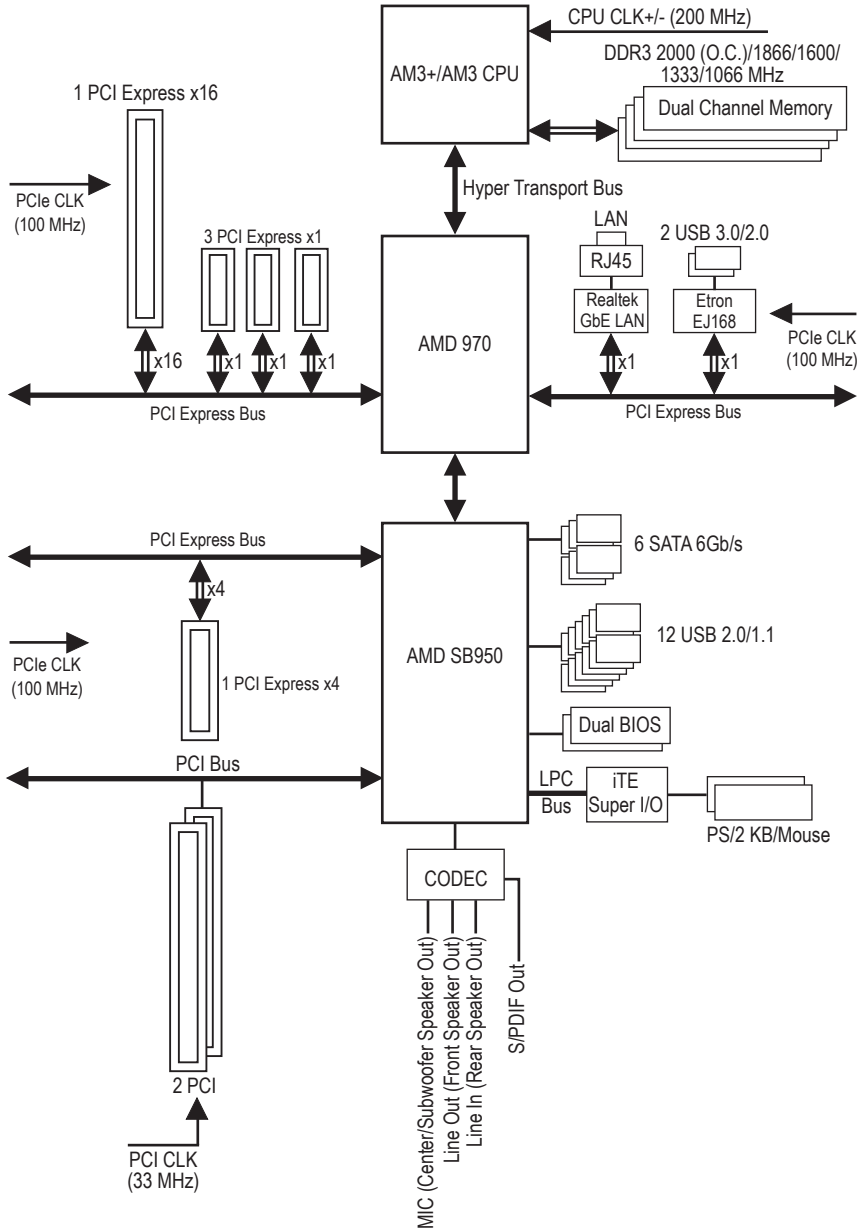 CPU CLK+/- (200 MHz)
AM3+/AM3 CPU
DDR3 2000 (O.C.)/1866/1600/
1333/1066 MHz
Dual Channel Memory
1 PCI Express x16
PCIe CLK
(100 MHz)
Hyper Transport Bus
3 PCI Express x1
LAN
RJ45
2 USB 3.0/2.0
Realtek
GbE LAN
Etron
EJ168
AMD 970
PCIe CLK
(100 MHz)
x16
x1
x1
x1
x1
x1
PCI Express Bus
PCI Express Bus
PCI Express Bus
x4
PCIe CLK
(100 MHz)
1 PCI Express x4
AMD SB950
6 SATA 6Gb/s
12 USB 2.0/1.1
Dual BIOS
PCI Bus
LPC
Bus
iTE
Super I/O
PS/2 KB/Mouse
CODEC
MIC (Center/Subwoofer Speaker Out)
Line Out (Front Speaker Out)
Line In (Rear Speaker Out)
S/PDIF Out
2 PCI
PCI CLK
(33 MHz)